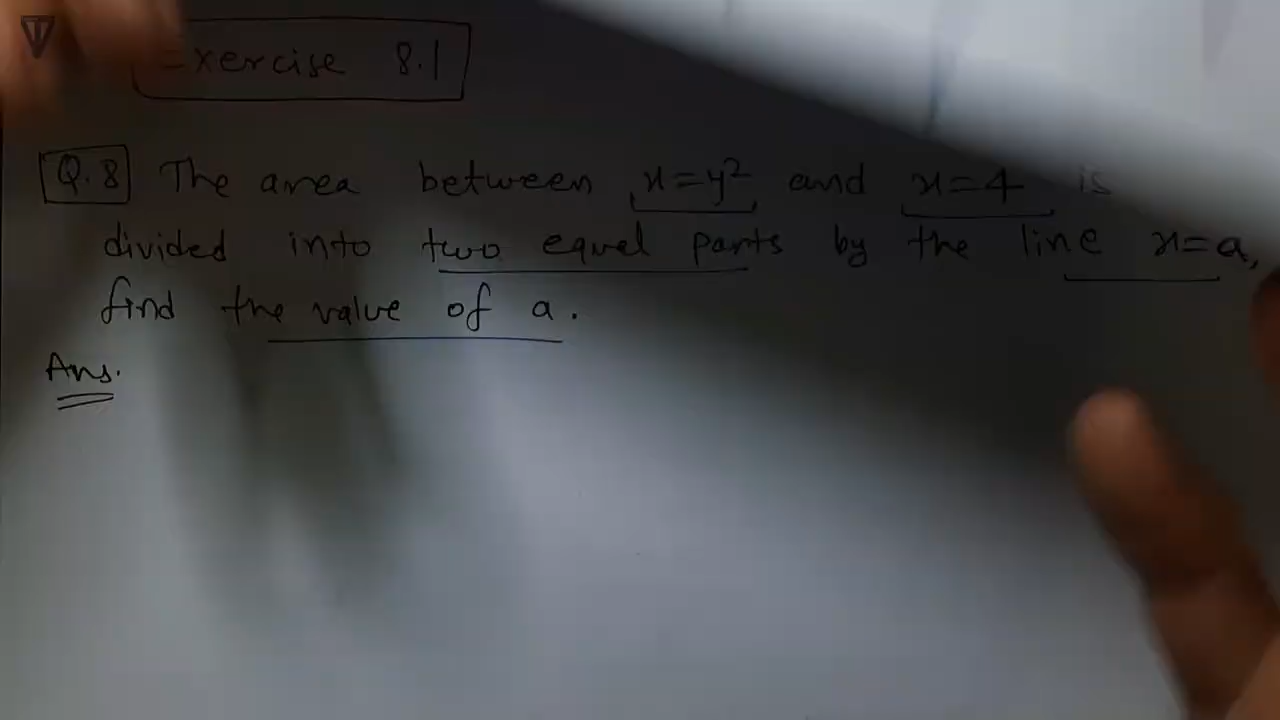 Exercise 8.1
Q.8 The area between x=y² and x=4 is
divided into two equal parts by the line x=a,
find the value of a.
Ans.